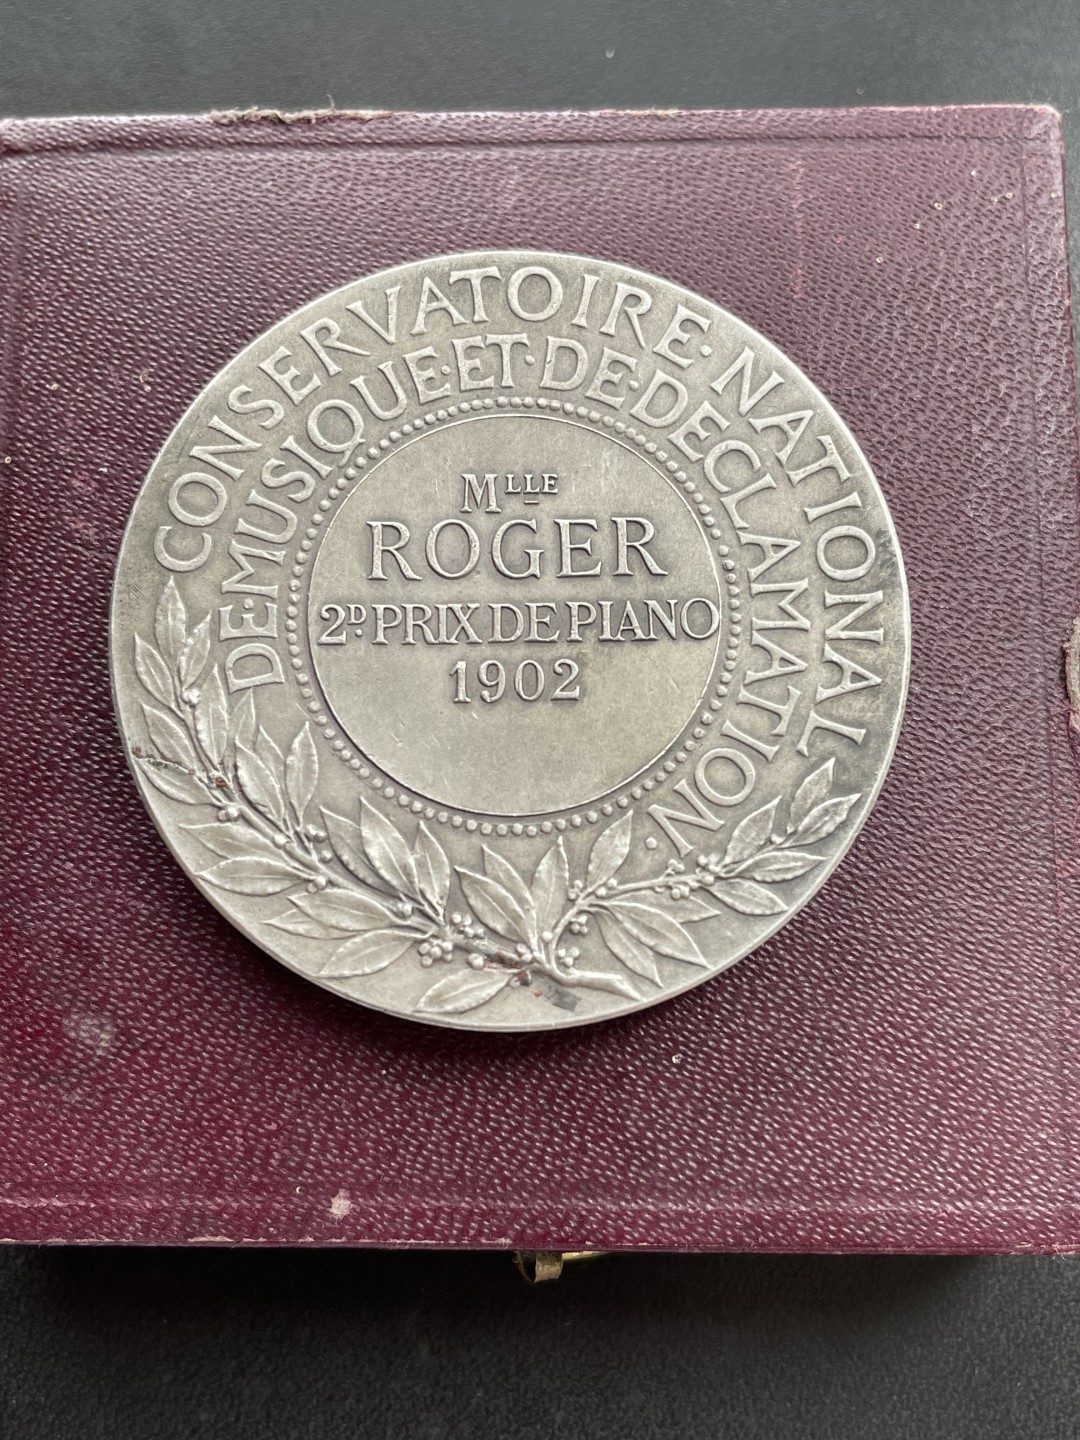 CONSERVATOIRE·NATIONAL
DE·MUSIQUE·ET·DE·DECLAMATION·
MLLE
ROGER
2D. PRIX DE PIANO
1902